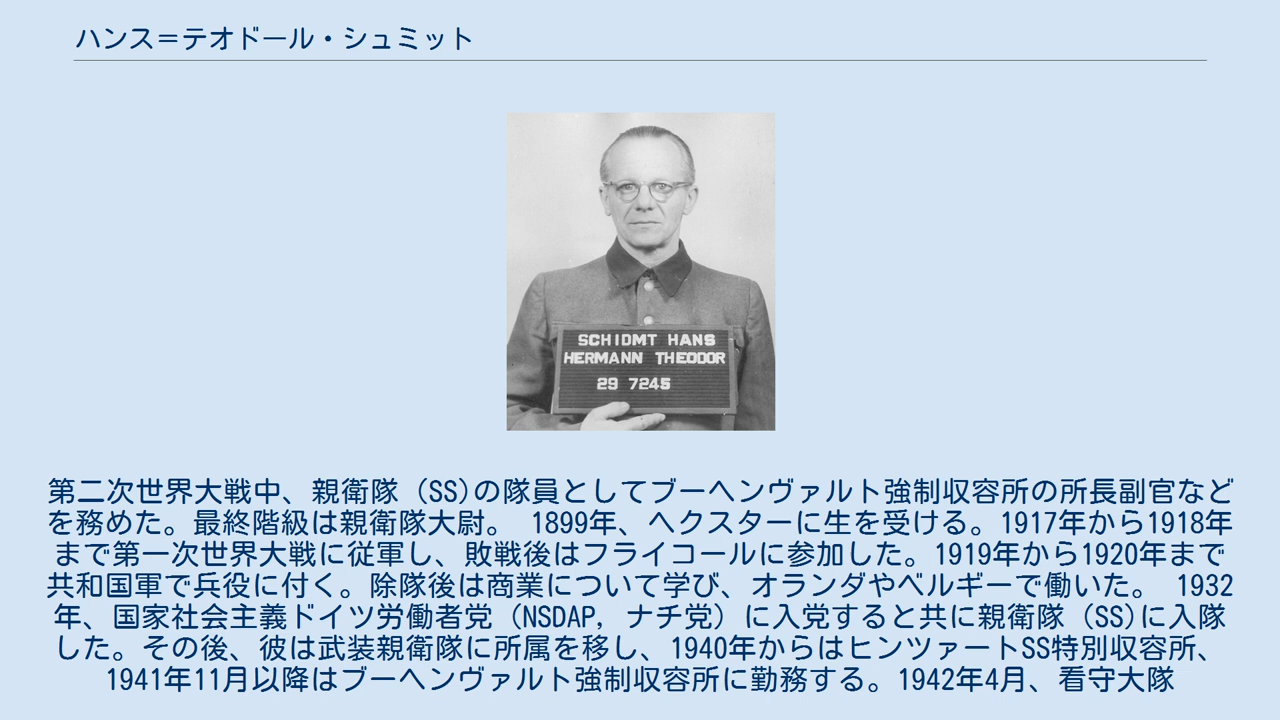 ハンス＝テオドール・シュミット
SCHIDMT HANS
HERMANN THEODOR
29 7245
第二次世界大戦中、親衛隊（SS)の隊員としてブーヘンヴァルト強制収容所の所長副官など
を務めた。最終階級は親衛隊大尉。 1899年、ヘクスターに生を受ける。1917年から1918年
まで第一次世界大戦に従軍し、敗戦後はフライコールに参加した。1919年から1920年まで
共和国軍で兵役に付く。除隊後は商業について学び、オランダやベルギーで働いた。 1932
年、国家社会主義ドイツ労働者党（NSDAP，ナチ党）に入党すると共に親衛隊（SS)に入隊
した。その後、彼は武装親衛隊に所属を移し、1940年からはヒンツァートSS特別収容所、
1941年11月以降はブーヘンヴァルト強制収容所に勤務する。1942年4月、看守大隊